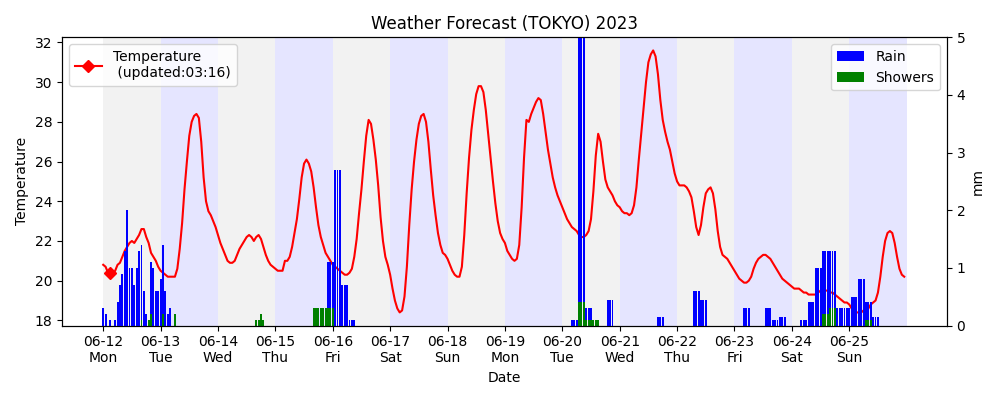 Weather Forecast (TOKYO) 2023
Temperature
(updated:03:16)
Rain
Showers
Temperature
32
30
28
26
24
22
20
18
5
4
3
2
1
0
mm
06-12 06-13 06-14 06-15 06-16 06-17 06-18 06-19 06-20 06-21 06-22 06-23 06-24 06-25
Mon Tue Wed Thu Fri Sat Sun Mon Tue Wed Thu Fri Sat Sun
Date